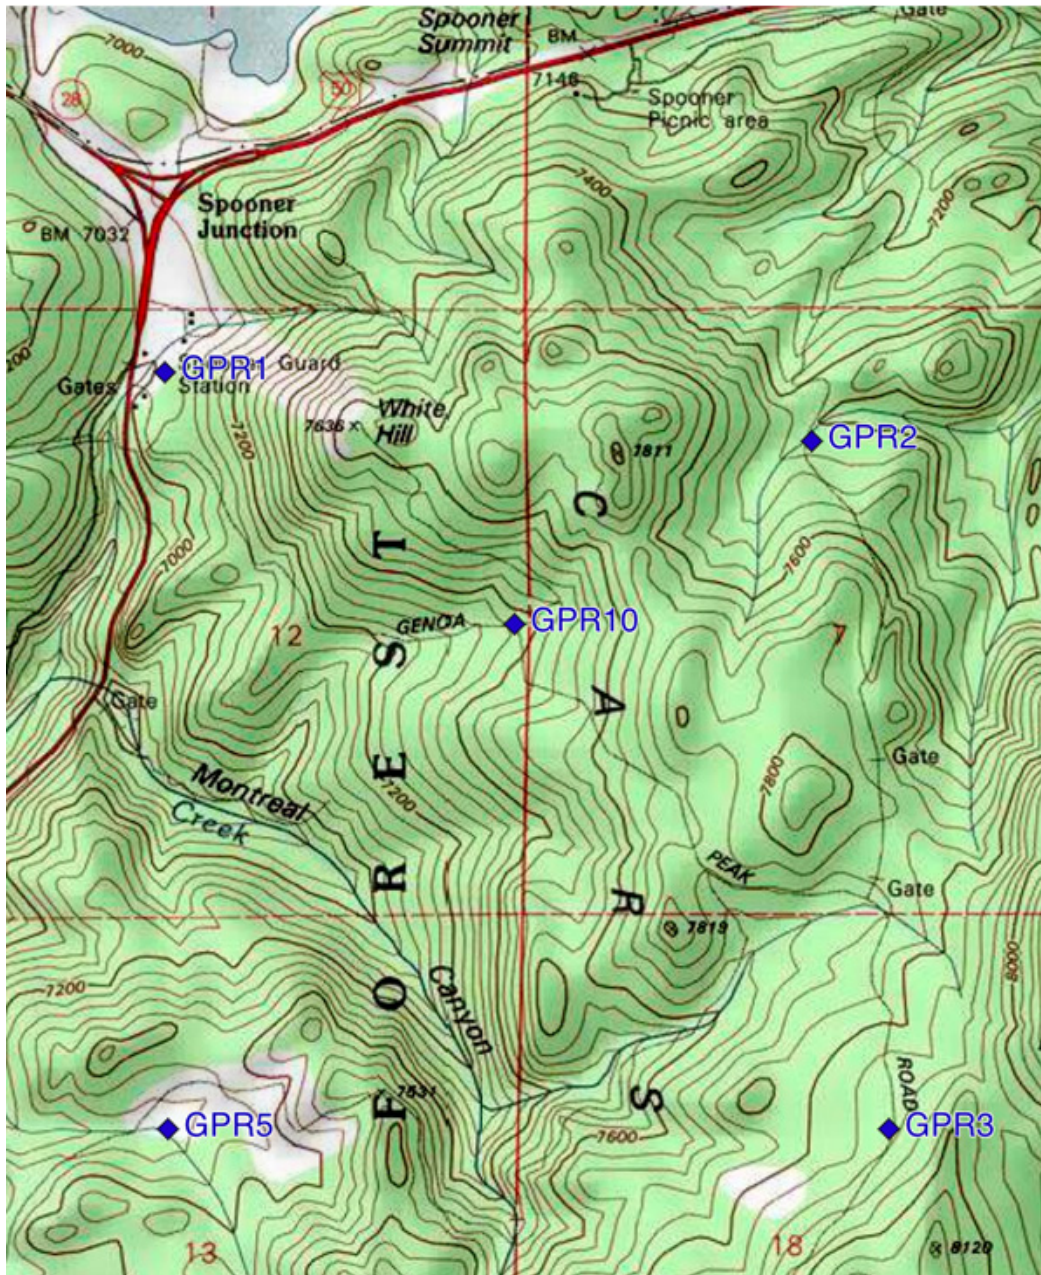 Gate
Spooner
Summit
BM
7000
28
50
7146
Spooner
Picnic area
7400
7200
Spooner
Junction
BM 7032
GPR1
Guard
Station
Gates
White
Hill
7636
7200
7811
GPR2
C
T
7000
7600
12
GENOA
GPR10
7
S
A
Gate
E
Gate
7800
Montreal
Creek
7200
R
PEAK
Gate
R
7819
Canyon
7200
O
8000
ROAD
S
F
7531
GPR5
7600
GPR3
13
18
8120